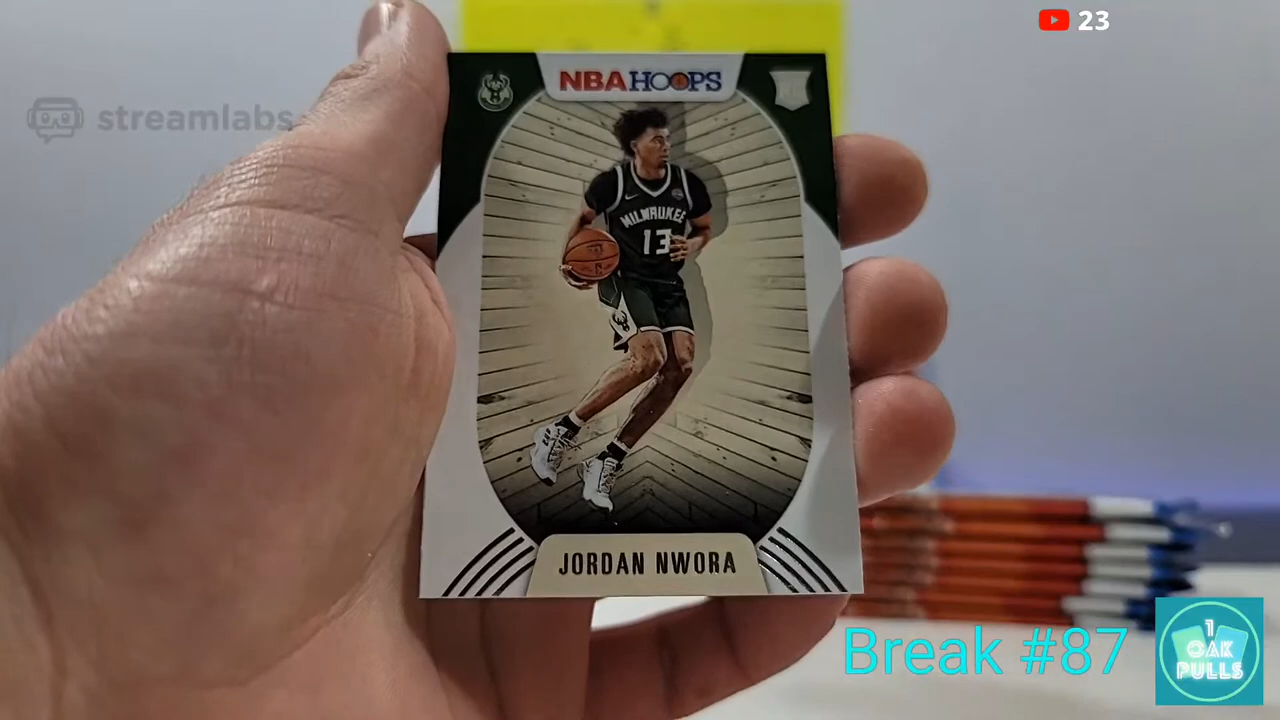 23
streamlabs
NBA HOOPS
MILWAUKEE
13
JORDAN NWORA
Break #87
1
OAK
PULLS